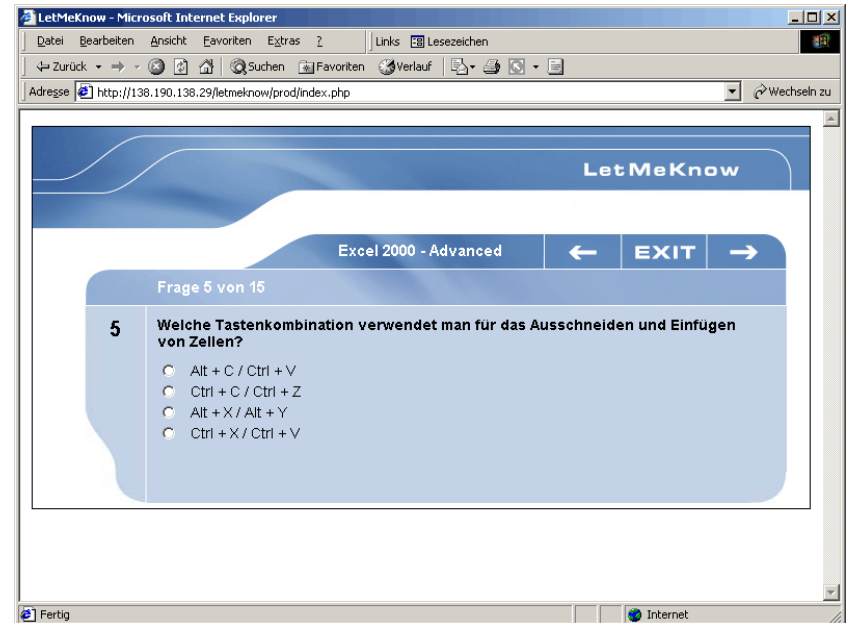 LetMeKnow - Microsoft Internet Explorer
Datei Bearbeiten Ansicht Favoriten Extras ? Links Lesezeichen
Zurück Suchen Favoriten Verlauf
Adresse http://138.190.138.29/letmeknow/prod/index.php Wechseln zu
LetMeKnow
Excel 2000 - Advanced ← EXIT →
Frage 5 von 15
5 Welche Tastenkombination verwendet man für das Ausschneiden und Einfügen
von Zellen?
Alt + C / Ctrl + V
Ctrl + C / Ctrl + Z
Alt + X / Alt + Y
Ctrl + X / Ctrl + V
Fertig Internet